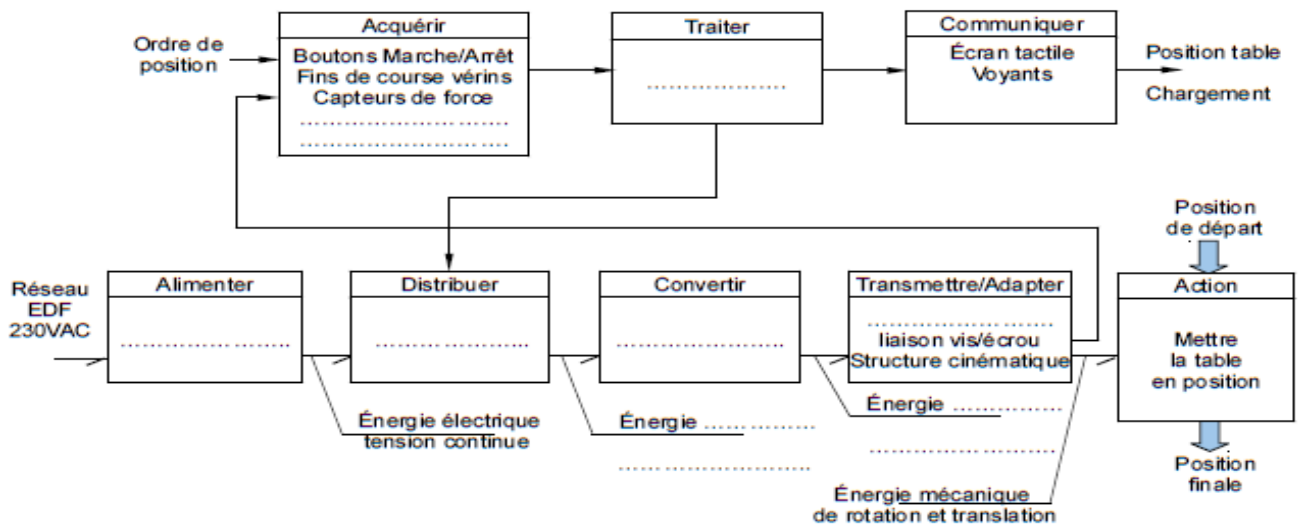 Ordre de
position
Acquérir
Boutons Marche/Arrêt
Fins de course vérins
Capteurs de force
................................
................................
Traiter
....................
Communiquer
Écran tactile
Voyants
Position table
Chargement
Réseau
EDF
230VAC
Alimenter
................................
Distribuer
................................
Convertir
................................
Transmettre/Adapter
................................
liaison vis/écrou
Structure cinématique
Position
de départ
Action
Mettre
la table
en position
Position
finale
Énergie électrique
tension continue
Énergie ................
................................
Énergie ................
................................
Énergie mécanique
de rotation et translation